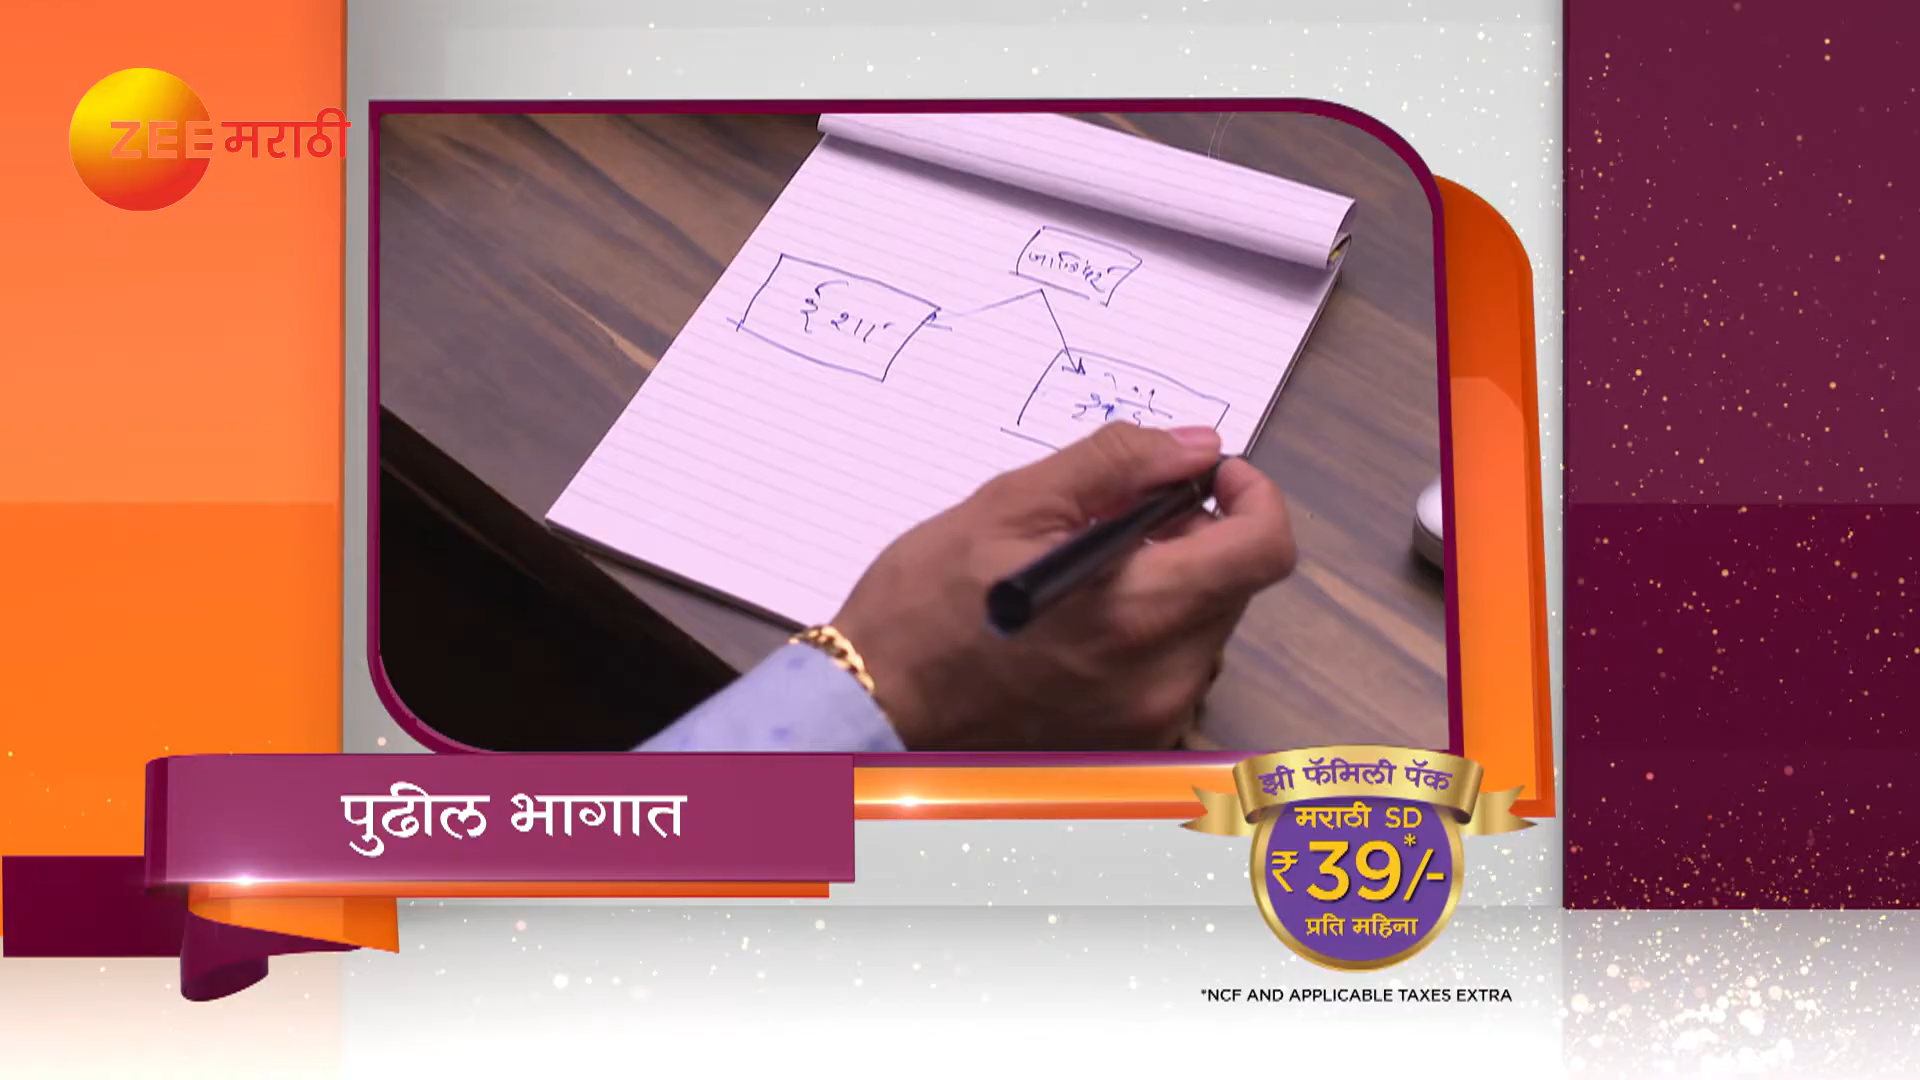 ZEE मराठी
जालिंदर
ईशा
पुढील भागात
झी फॅमिली पॅक
मराठी SD
₹39*/-
प्रति महिना
*NCF AND APPLICABLE TAXES EXTRA